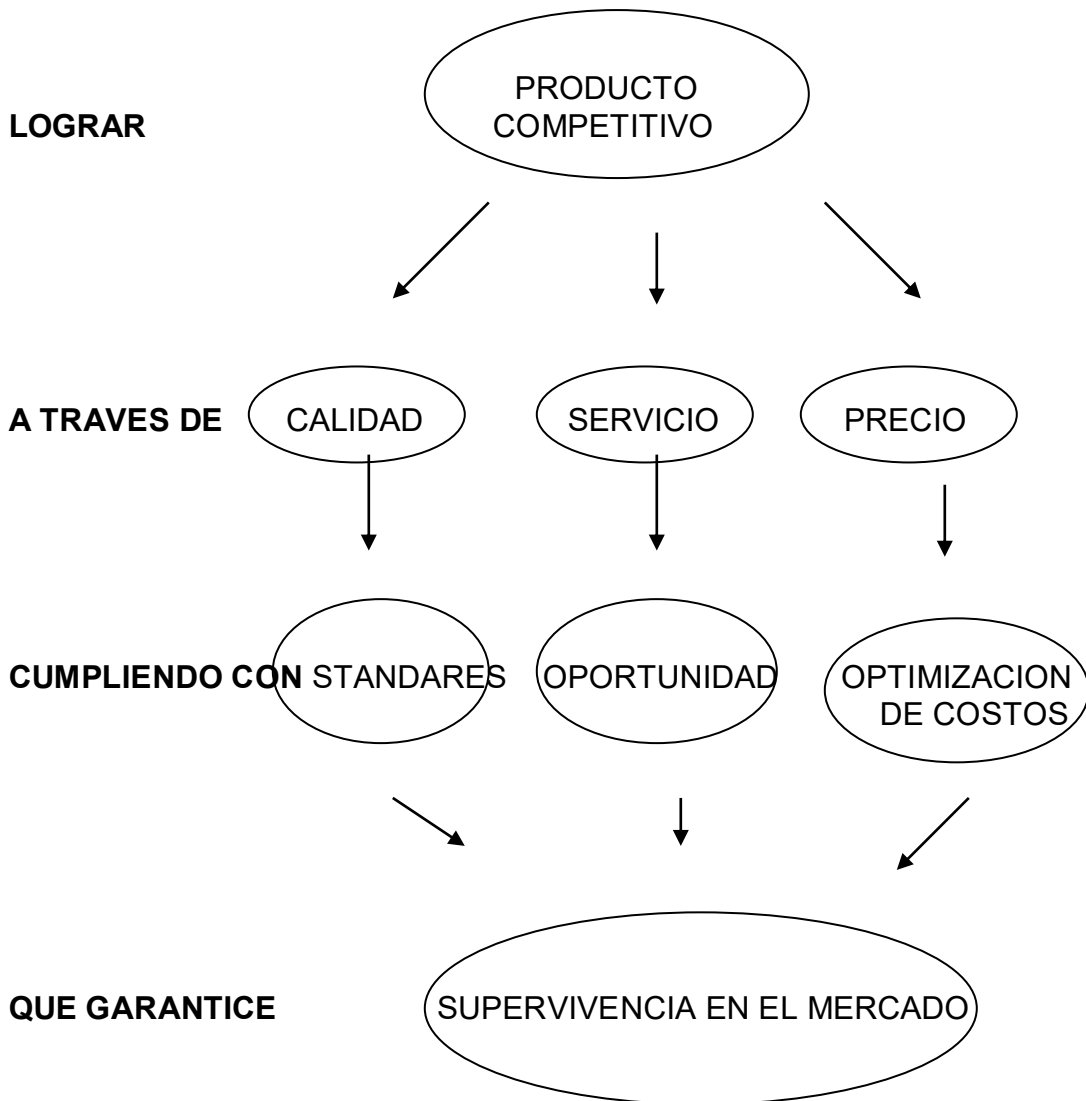 PRODUCTO
LOGRAR COMPETITIVO
A TRAVES DE CALIDAD SERVICIO PRECIO
CUMPLIENDO CON STANDARES OPORTUNIDAD OPTIMIZACION
DE COSTOS
QUE GARANTICE SUPERVIVENCIA EN EL MERCADO